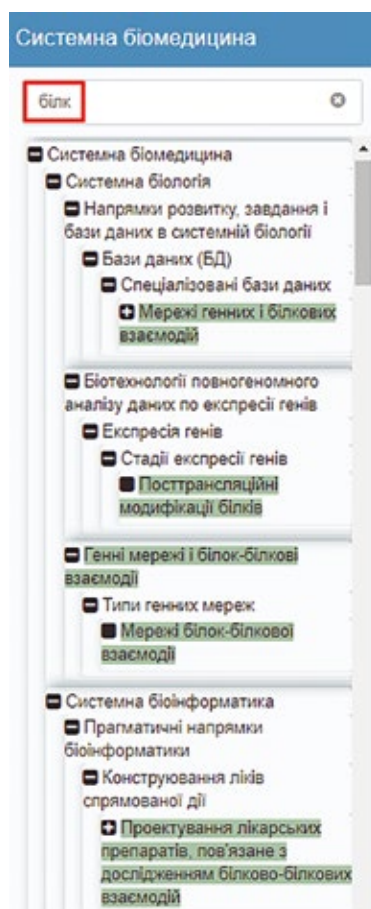 Системна біомедицина
білк
Системна біомедицина
Системна біологія
Напрямки розвитку, завдання і
бази даних в системній біології
Бази даних (БД)
Спеціалізовані бази даних
Мережі генних і білкових
взаємодій
Біотехнології повногеномного
аналізу даних по експресії генів
Експресія генів
Стадії експресії генів
Посттрансляційні
модифікації білків
Генні мережі і білок-білкові
взаємодії
Типи генних мереж
Мережі білок-білкової
взаємодії
Системна біоінформатика
Прагматичні напрямки
біоінформатики
Конструювання ліків
спрямованої дії
Проектування лікарських
препаратів, пов'язане з
дослідженням білково-білкових
взаємодій